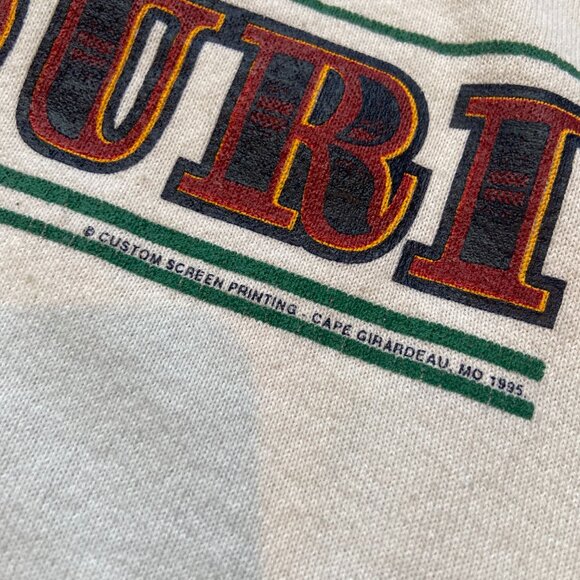 OURI
© CUSTOM SCREEN PRINTING - CAPE GIRARDEAU, MO 1995